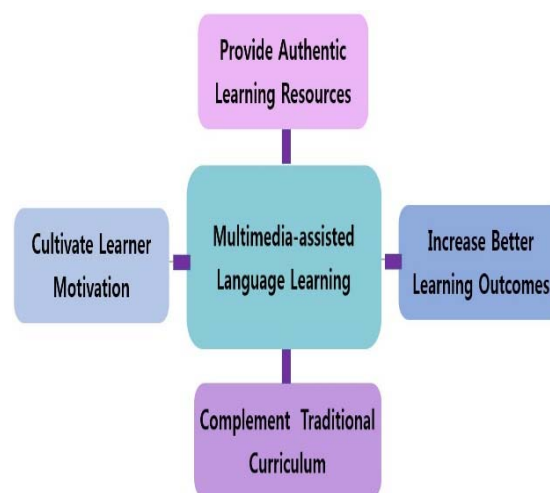 Provide Authentic
Learning Resources
Cultivate Learner
Motivation
Multimedia-assisted
Language Learning
Increase Better
Learning Outcomes
Complement Traditional
Curriculum